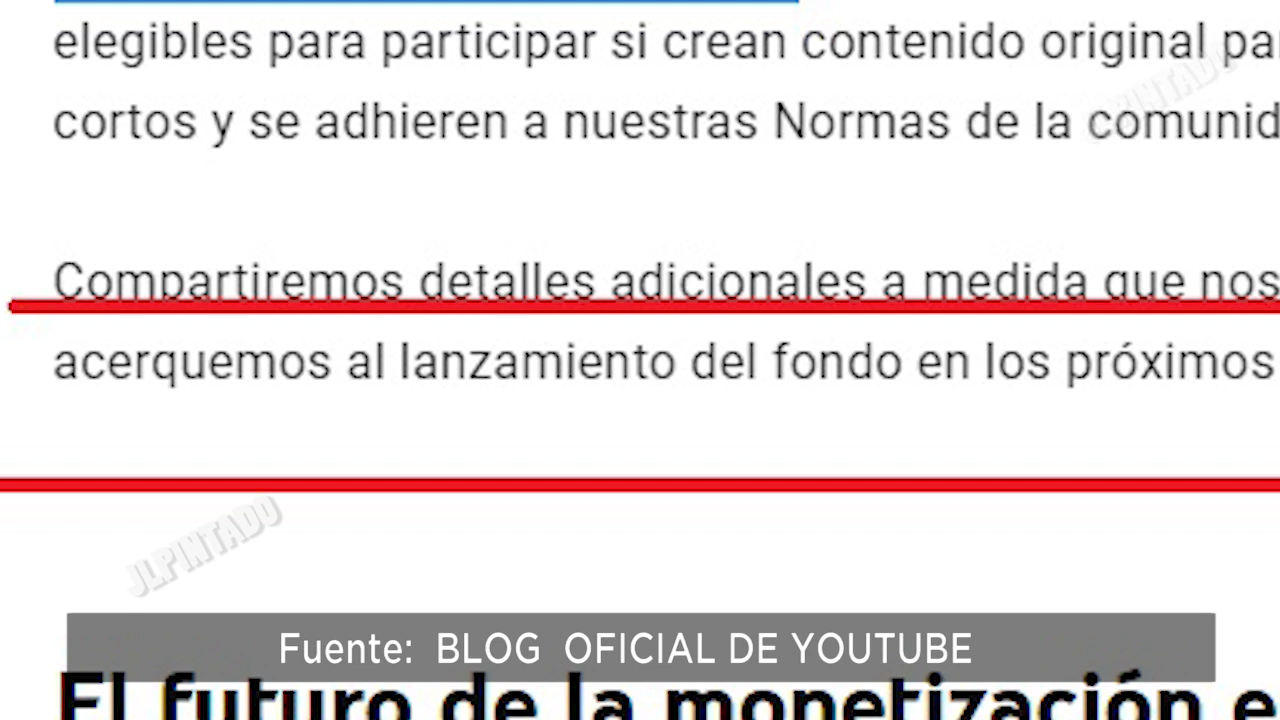 elegibles para participar si crean contenido original
cortos y se adhieren a nuestras Normas de la
Compartiremos detalles adicionales a medida que nos
acerquemos al lanzamiento del fondo en los próximos
JLPINTADO
Fuente: BLOG OFICIAL DE YOUTUBE
El futuro de la monetización